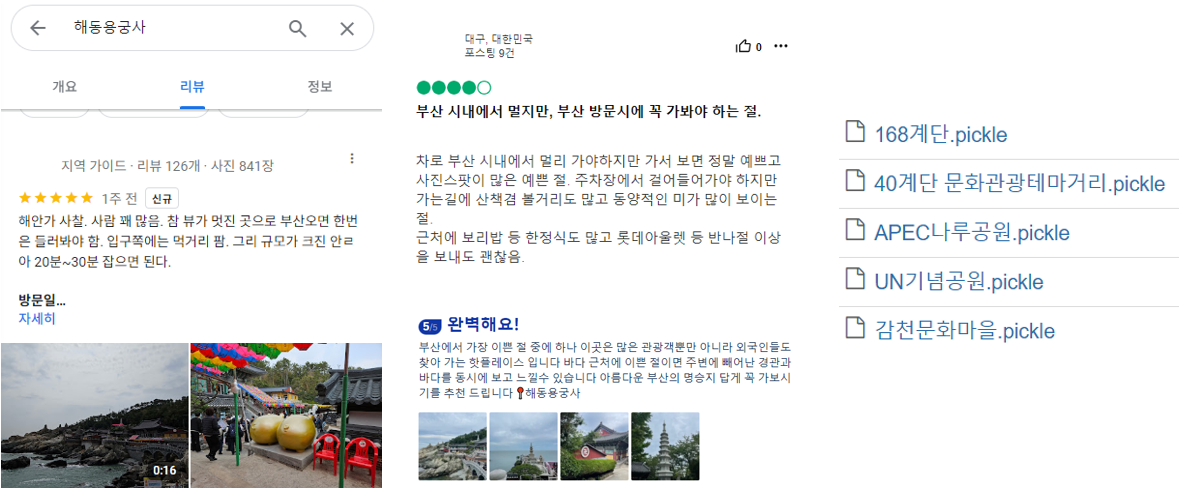 해동용궁사
개요
리뷰
정보
지역 가이드 · 리뷰 126개 · 사진 841장
1주 전
신규
해안가 사찰. 사람 꽤 많음. 참 뷰가 멋진 곳으로 부산오면 한번
은 들러봐야 함. 입구쪽에는 먹거리 팜. 그리 규모가 크진 안ㄹ
아 20분~30분 잡으면 된다.
방문일...
자세히
0:16
대구, 대한민국
포스팅 9건
0
부산 시내에서 멀지만, 부산 방문시에 꼭 가봐야 하는 절.
차로 부산 시내에서 멀리 가야하지만 가서 보면 정말 예쁘고
사진스팟이 많은 예쁜 절. 주차장에서 걸어들어가야 하지만
가는길에 산책겸 볼거리도 많고 동양적인 미가 많이 보이는
절.
근처에 보리밥 등 한정식도 많고 롯데아울렛 등 반나절 이상
을 보내도 괜찮음.
5/5 완벽해요!
부산에서 가장 이쁜 절 중에 하나 이곳은 많은 관광객뿐만 아니라 외국인들도
찾아 가는 핫플레이스 입니다 바다 근처에 이쁜 절이면 주변에 빼어난 경관과
바다를 동시에 보고 느낄수 있습니다 아름다운 부산의 명승지 답게 꼭 가보시
기를 추천 드립니다📍해동용궁사
168계단.pickle
40계단 문화관광테마거리.pickle
APEC나루공원.pickle
UN기념공원.pickle
감천문화마을.pickle